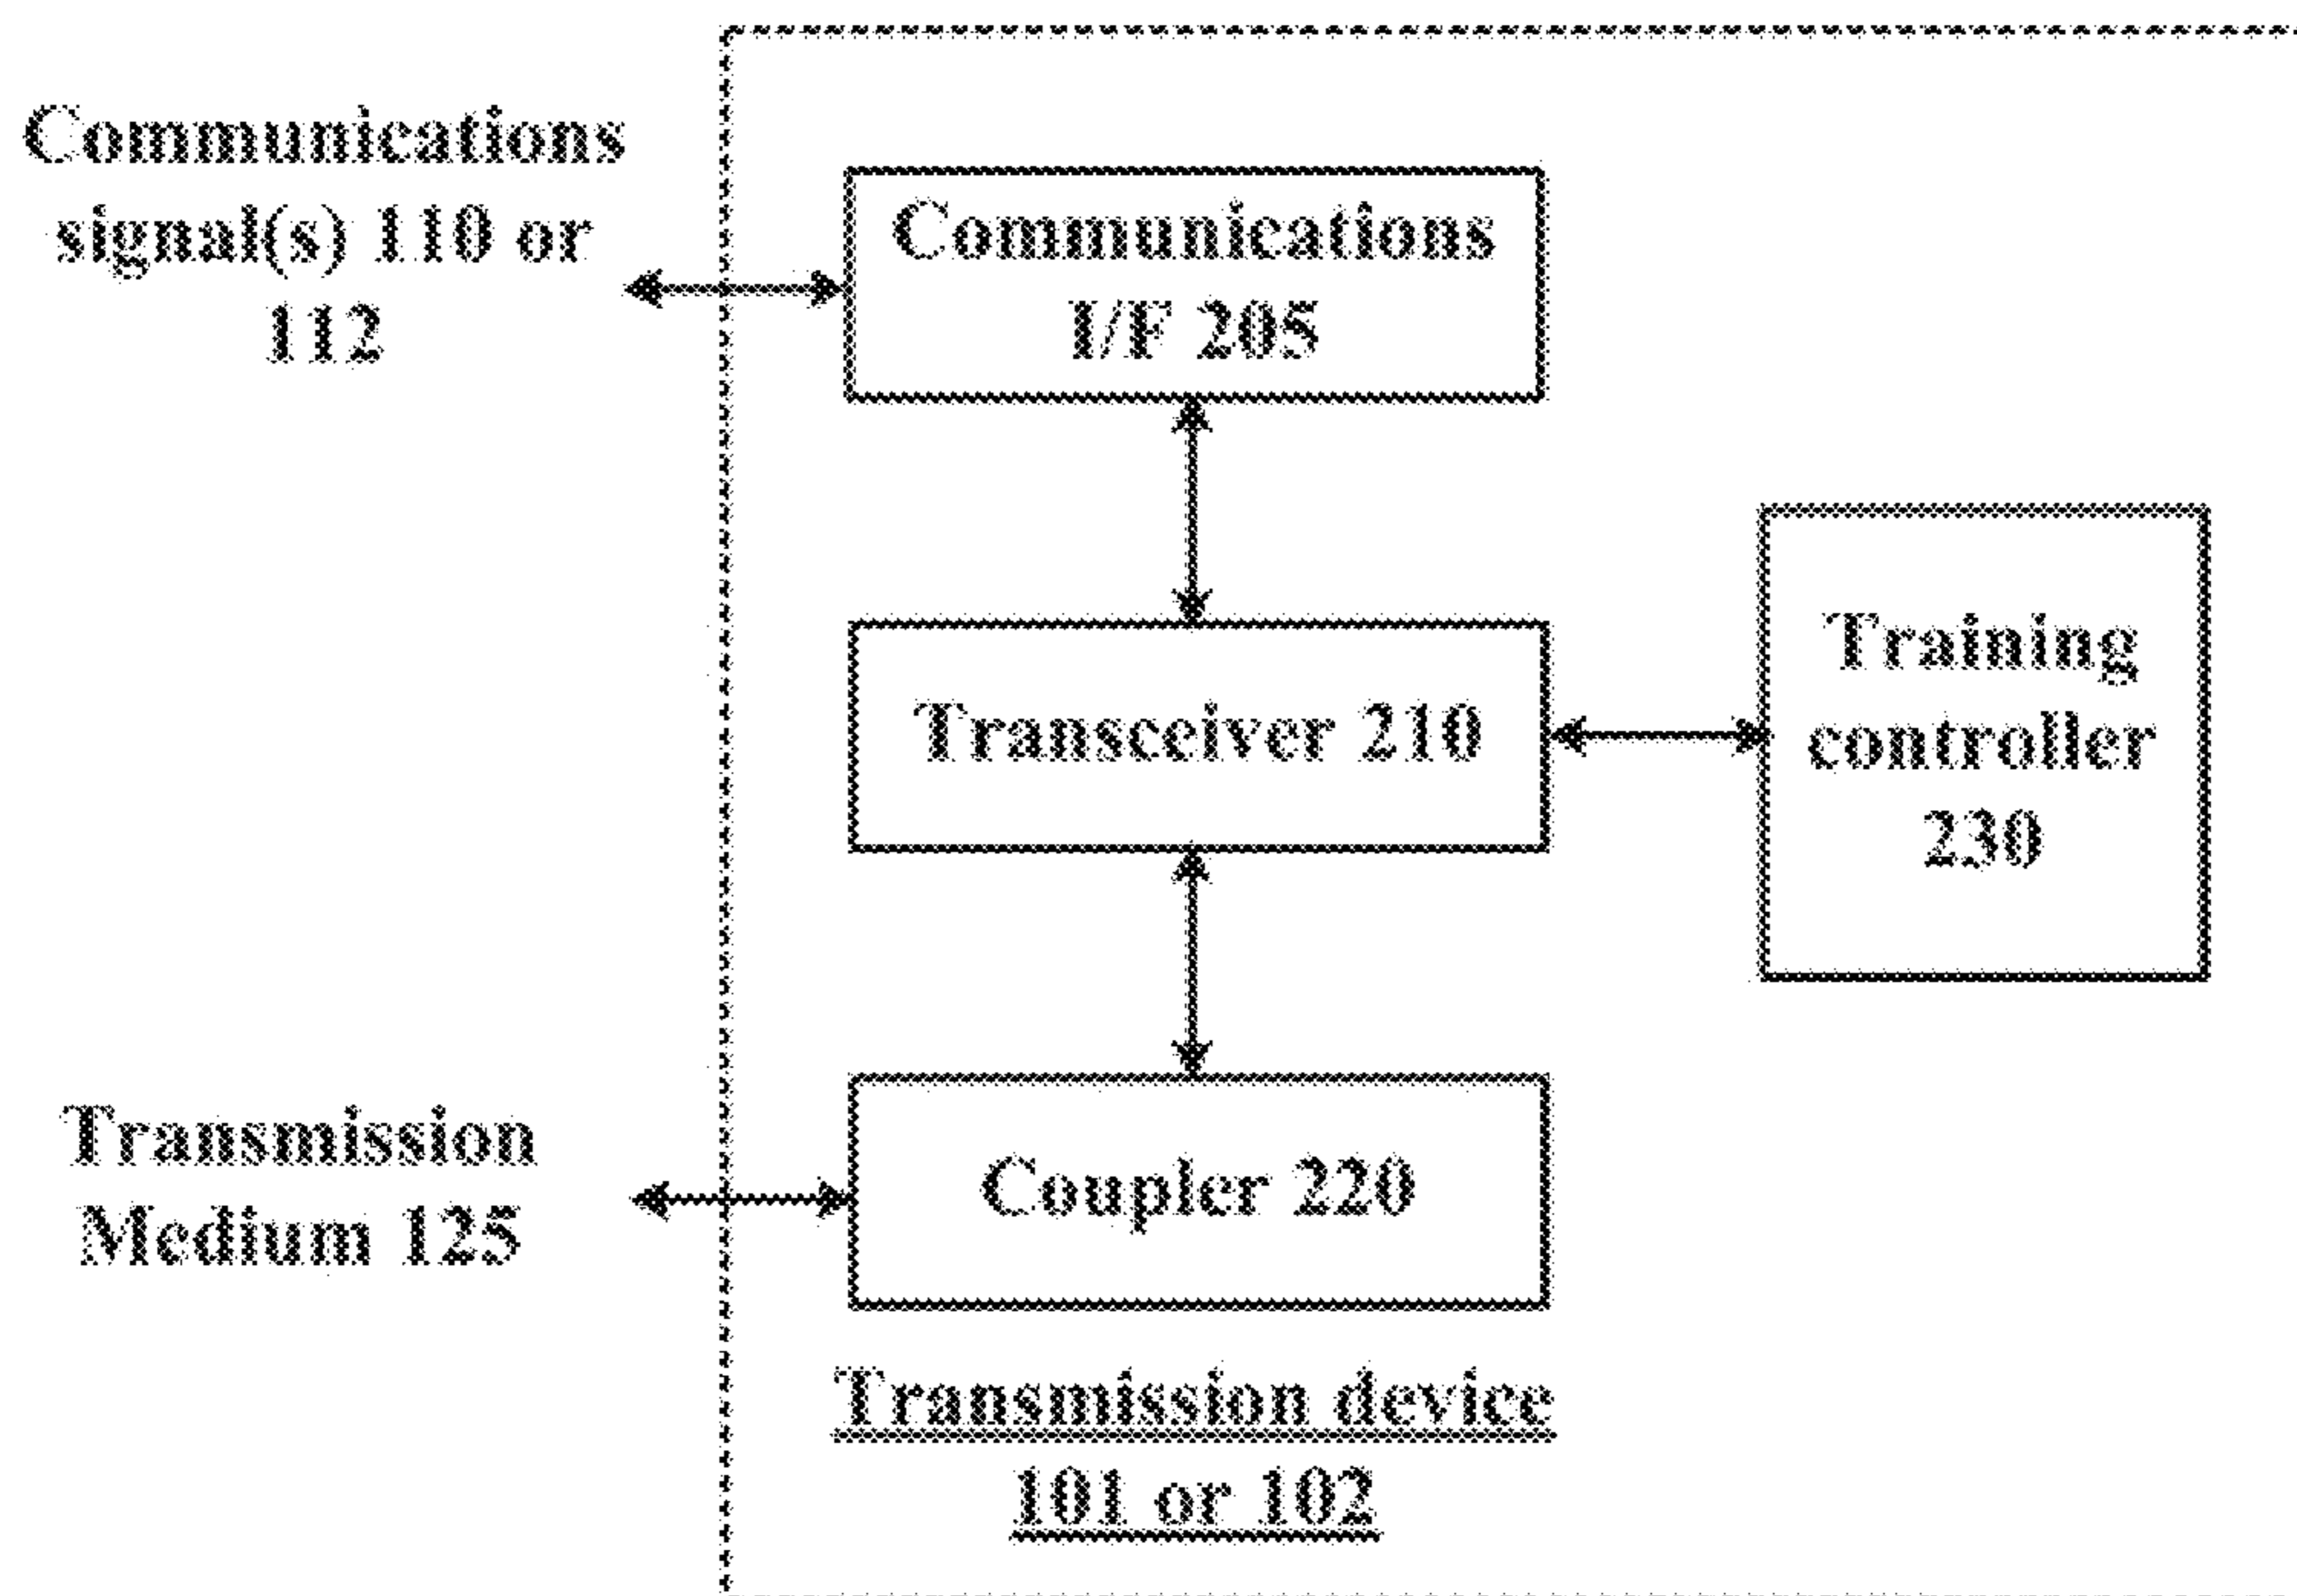 Communications
signal(s) 110 or
112
Communications
I/F 205
Transceiver 210
Training
controller
230
Transmission
Medium 125
Coupler 220
Transmission device
101 or 102